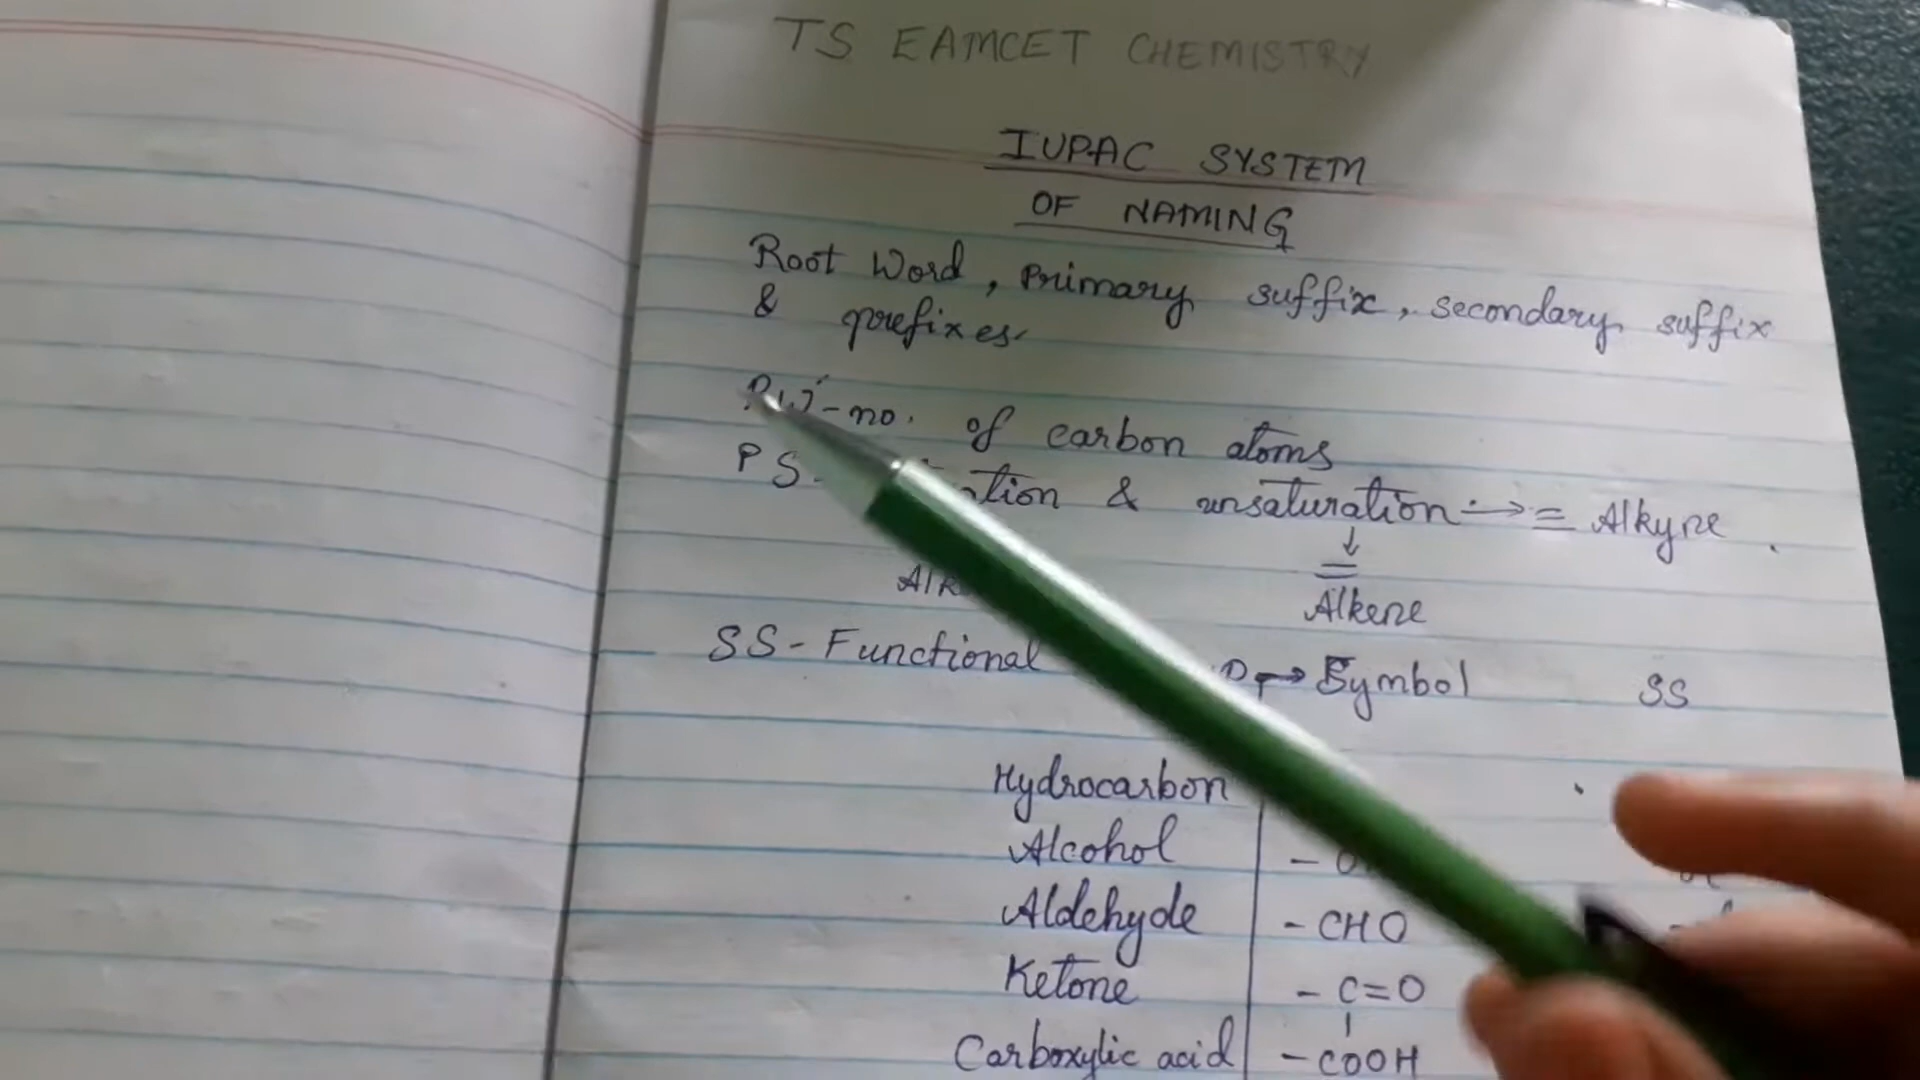 TS EAMCET CHEMISTRY
IUPAC SYSTEM
OF NAMING
Root Word, Primary suffix, secondary suffix
& prefixes
RW - no. of carbon atoms
PS - & unsaturation → = Alkyne
↓
=
Alkene
SS - Functional → Symbol SS
Hydrocarbon
Alcohol -
Aldehyde - CHO
Ketone - C=O
Carboxylic acid - COOH